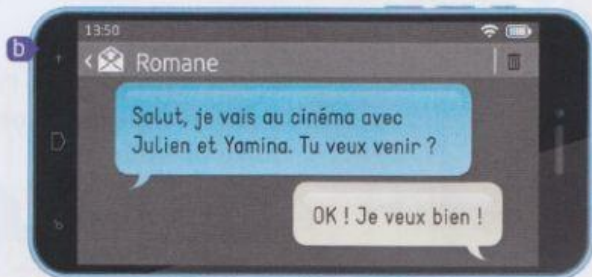 b
13:50
Romane
Salut, je vais au cinéma avec
Julien et Yamina. Tu veux venir ?
OK ! Je veux bien !